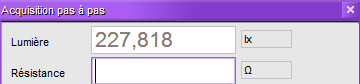 Acquisition pas à pas
Lumière 227,818 lx
Résistance Ω